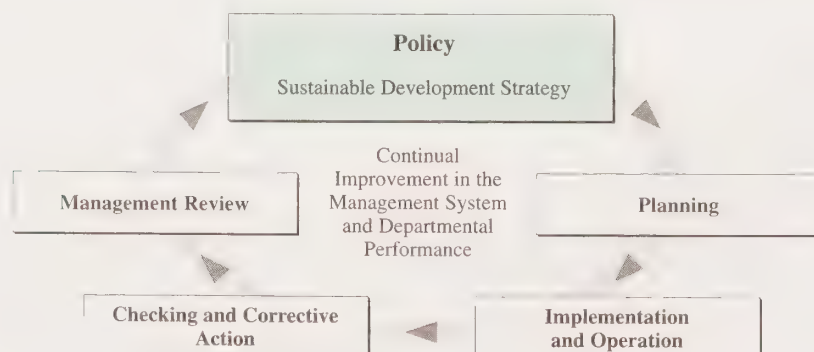 Policy
Sustainable Development Strategy
Continual
Improvement in the
Management System
and Departmental
Performance
Management Review
Planning
Checking and Corrective
Action
Implementation
and Operation